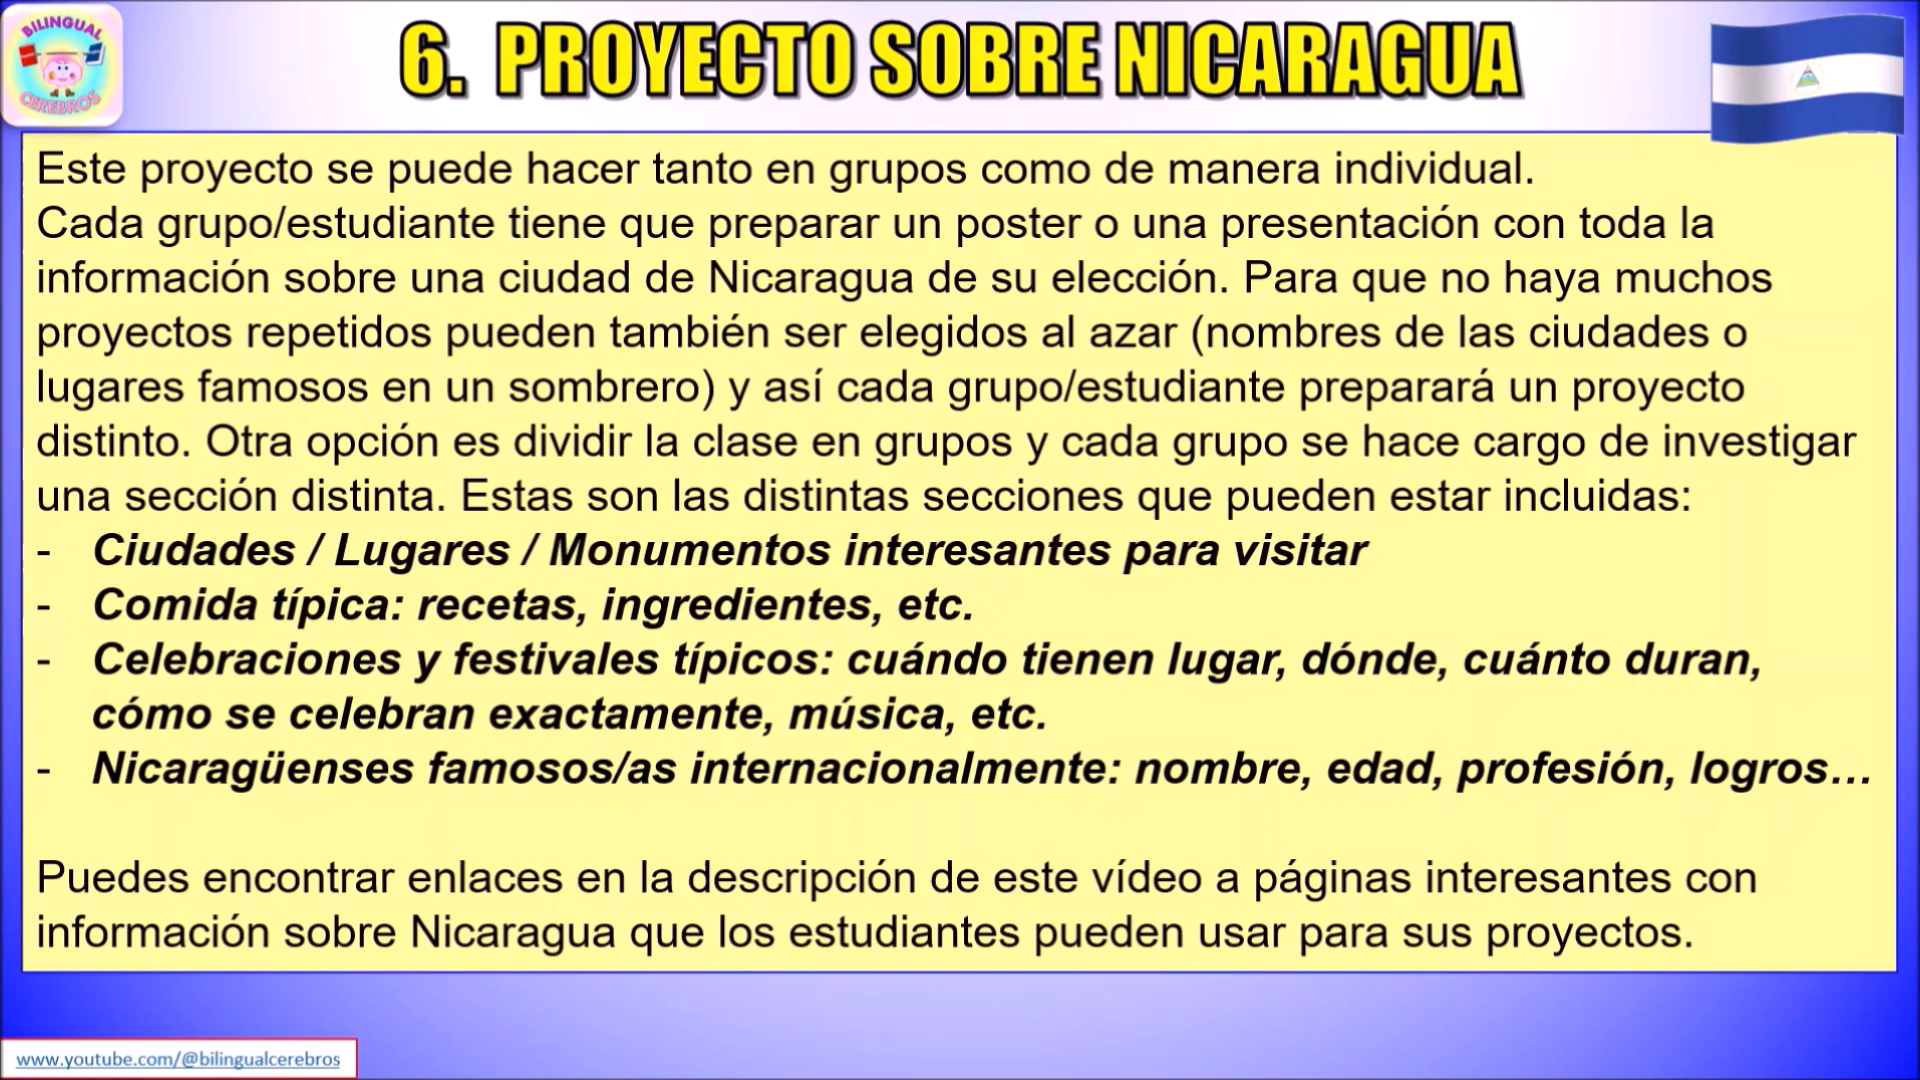 BILINGUAL
CEREBROS
6. PROYECTO SOBRE NICARAGUA
Este proyecto se puede hacer tanto en grupos como de manera individual.
Cada grupo/estudiante tiene que preparar un poster o una presentación con toda la
información sobre una ciudad de Nicaragua de su elección. Para que no haya muchos
proyectos repetidos pueden también ser elegidos al azar (nombres de las ciudades o
lugares famosos en un sombrero) y así cada grupo/estudiante preparará un proyecto
distinto. Otra opción es dividir la clase en grupos y cada grupo se hace cargo de investigar
una sección distinta. Estas son las distintas secciones que pueden estar incluidas:
- Ciudades / Lugares / Monumentos interesantes para visitar
- Comida típica: recetas, ingredientes, etc.
- Celebraciones y festivales típicos: cuándo tienen lugar, dónde, cuánto duran,
cómo se celebran exactamente, música, etc.
- Nicaragüenses famosos/as internacionalmente: nombre, edad, profesión, logros…
Puedes encontrar enlaces en la descripción de este vídeo a páginas interesantes con
información sobre Nicaragua que los estudiantes pueden usar para sus proyectos.
www.youtube.com/@bilingualcerebros